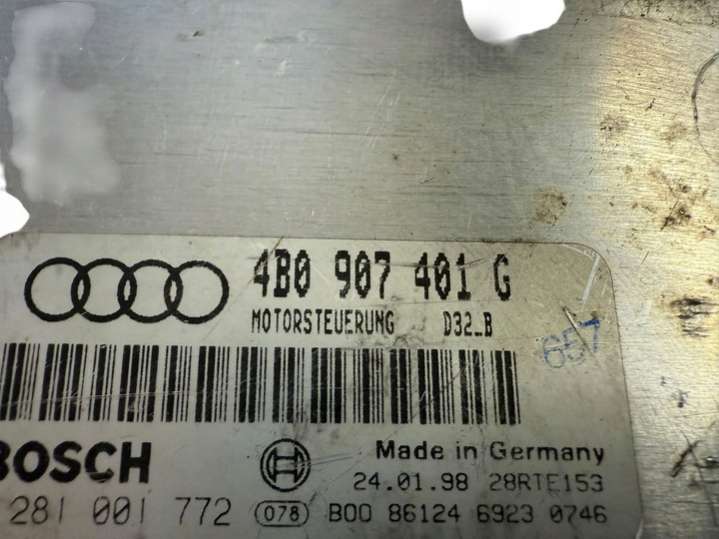 4B0 907 401 G
MOTORSTEUERUNG D32_B
657
BOSCH
Made in Germany
24.01.98 28RTE153
281 001 772 078 B00 86124 6923 0746